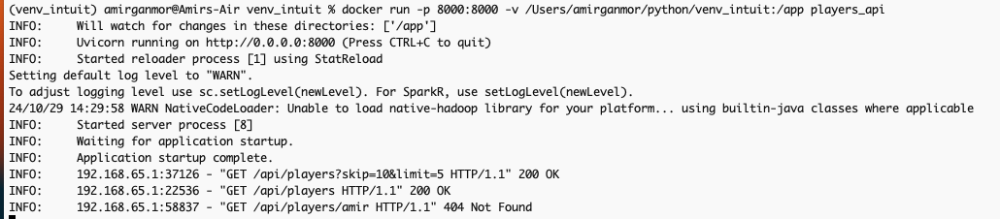 (venv_intuit) amirganmor@Amirs-Air venv_intuit % docker run -p 8000:8000 -v /Users/amirganmor/python/venv_intuit:/app players_api
INFO:     Will watch for changes in these directories: ['/app']
INFO:     Uvicorn running on http://0.0.0.0:8000 (Press CTRL+C to quit)
INFO:     Started reloader process [1] using StatReload
Setting default log level to "WARN".
To adjust logging level use sc.setLogLevel(newLevel). For SparkR, use setLogLevel(newLevel).
24/10/29 14:29:58 WARN NativeCodeLoader: Unable to load native-hadoop library for your platform... using builtin-java classes where applicable
INFO:     Started server process [8]
INFO:     Waiting for application startup.
INFO:     Application startup complete.
INFO:     192.168.65.1:37126 - "GET /api/players?skip=10&limit=5 HTTP/1.1" 200 OK
INFO:     192.168.65.1:22536 - "GET /api/players HTTP/1.1" 200 OK
INFO:     192.168.65.1:58837 - "GET /api/players/amir HTTP/1.1" 404 Not Found